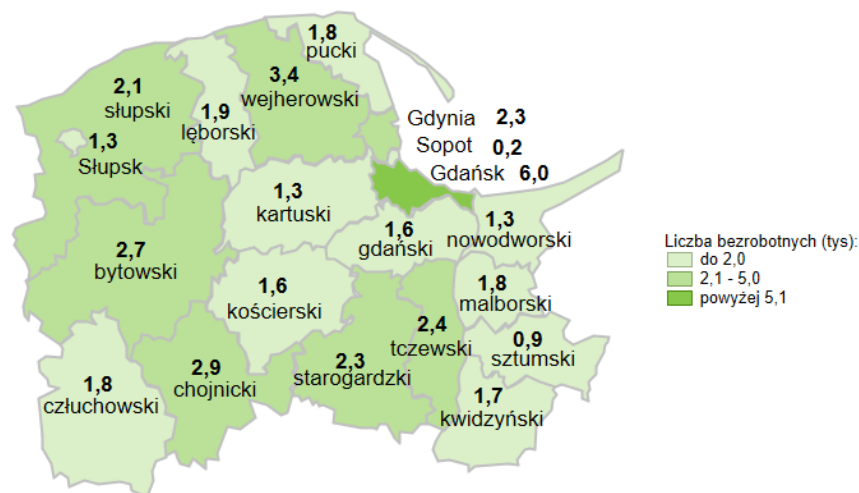 1,8
pucki
2,1
słupski
3,4
wejherowski
1,9
lęborski
Gdynia 2,3
Sopot 0,2
Gdańsk 6,0
1,3
Słupsk
1,3
kartuski
1,6
gdański
1,3
nowodworski
2,7
bytowski
1,6
kościerski
1,8
malborski
2,4
tczewski
0,9
sztumski
2,9
chojnicki
2,3
starogardzki
1,8
człuchowski
1,7
kwidzyński
Liczba bezrobotnych (tys):
do 2,0
2,1 - 5,0
powyżej 5,1